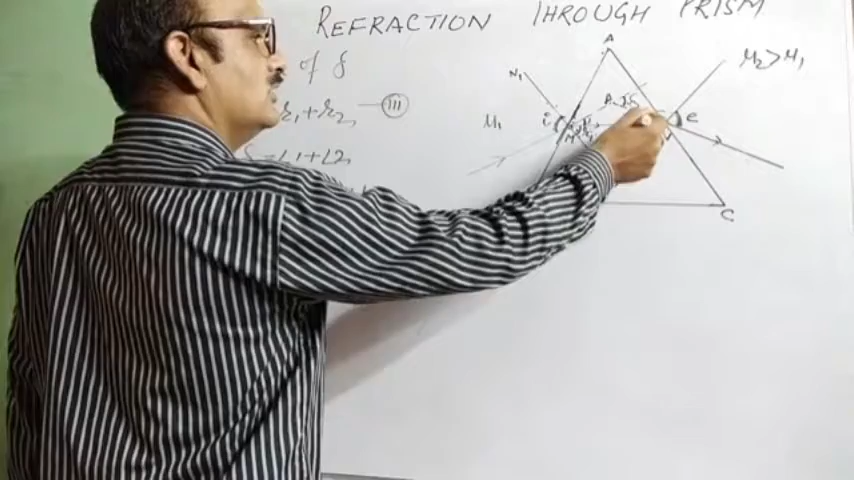 REFRACTION THROUGH PRISM
of δ
r₁+r₂ — (III)
∠1+∠2
A
N₁
μ₂>μ₁
μ₁
i
δ
e
C